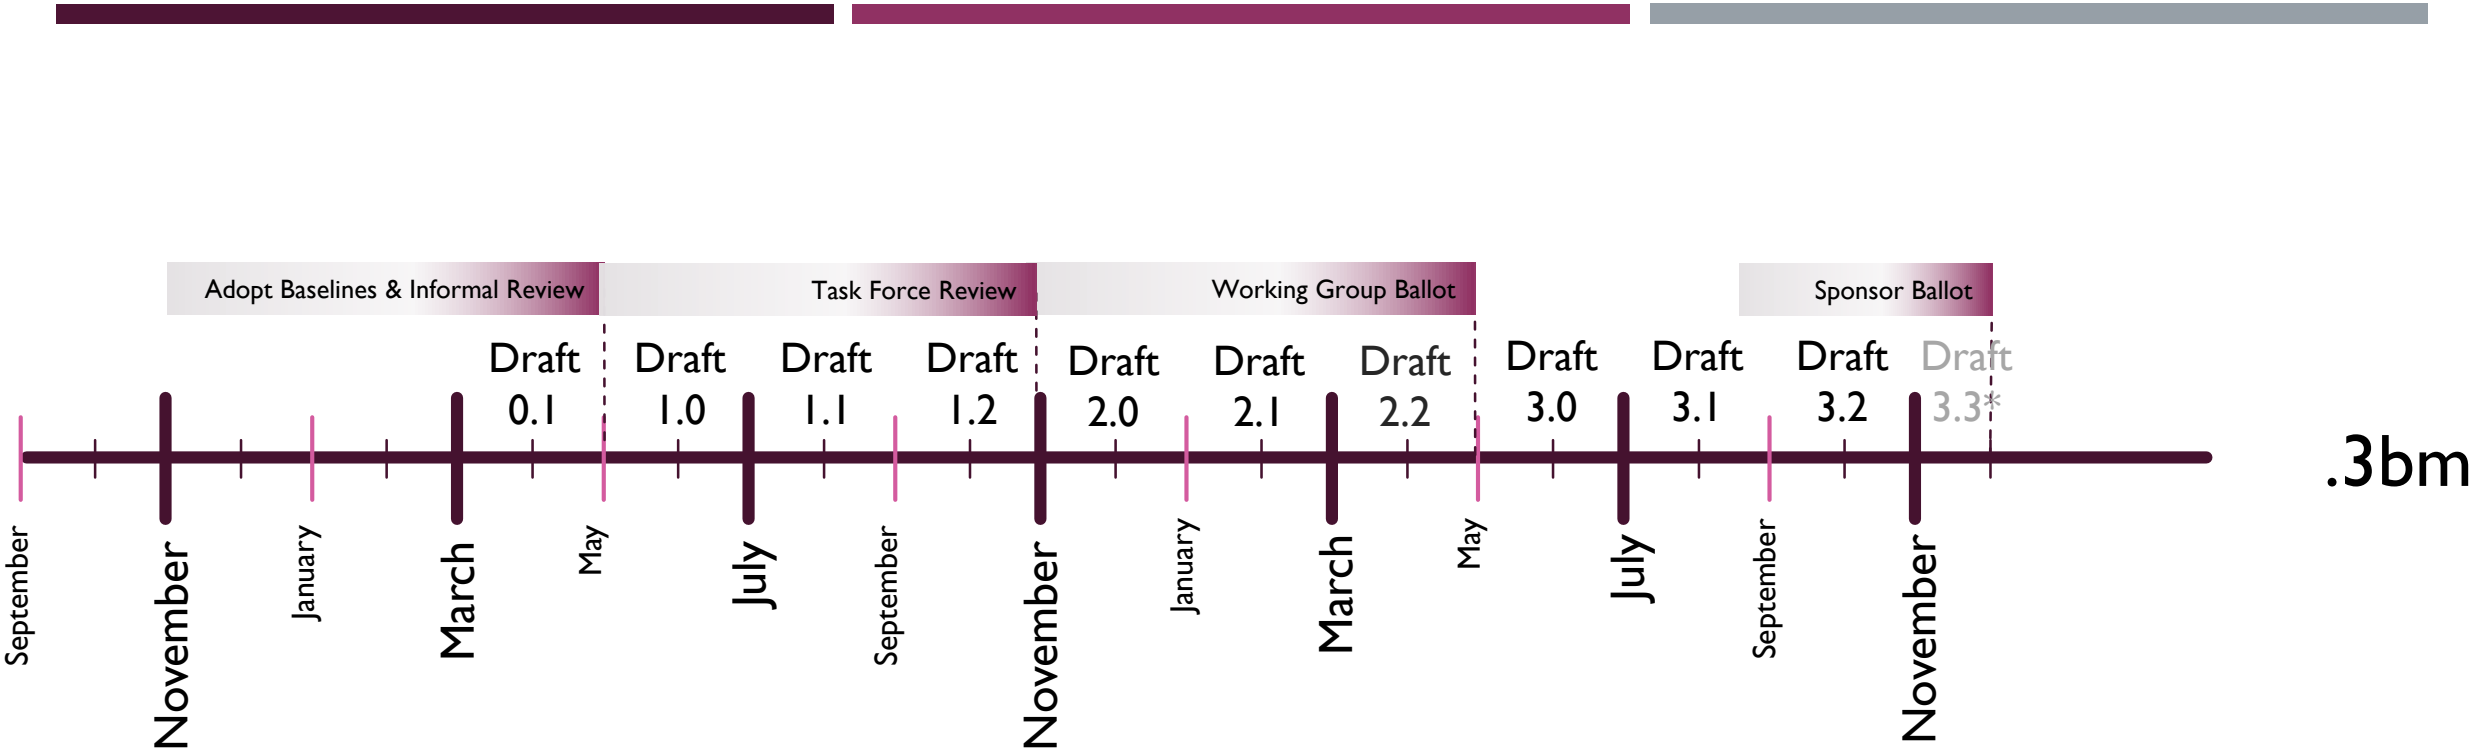 Adopt Baselines & Informal Review
Task Force Review
Working Group Ballot
Sponsor Ballot
Draft
0.1
Draft
1.0
Draft
1.1
Draft
1.2
Draft
2.0
Draft
2.1
Draft
2.2
Draft
3.0
Draft
3.1
Draft
3.2
Draft
3.3*
.3bm
September
November
January
March
May
July
September
November
January
March
May
July
September
November